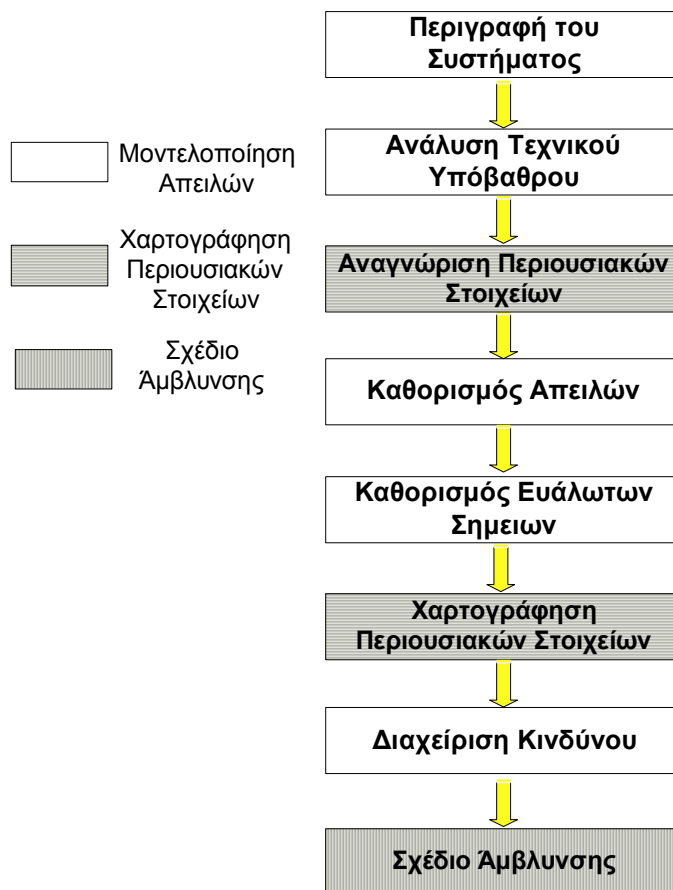 Περιγραφή του
Συστήματος
Ανάλυση Τεχνικού
Υπόβαθρου
Αναγνώριση Περιουσιακών
Στοιχείων
Καθορισμός Απειλών
Καθορισμός Ευάλωτων
Σημειων
Χαρτογράφηση
Περιουσιακών Στοιχείων
Διαχείριση Κινδύνου
Σχέδιο Άμβλυνσης
Μοντελοποίηση
Απειλών
Χαρτογράφηση
Περιουσιακών
Στοιχείων
Σχέδιο
Άμβλυνσης